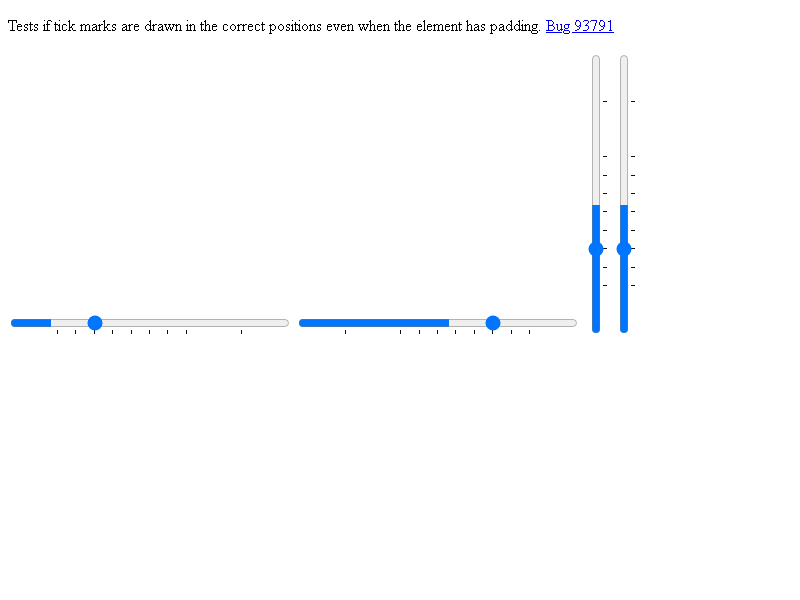 Tests if tick marks are drawn in the correct positions even when the element has padding. Bug 93791